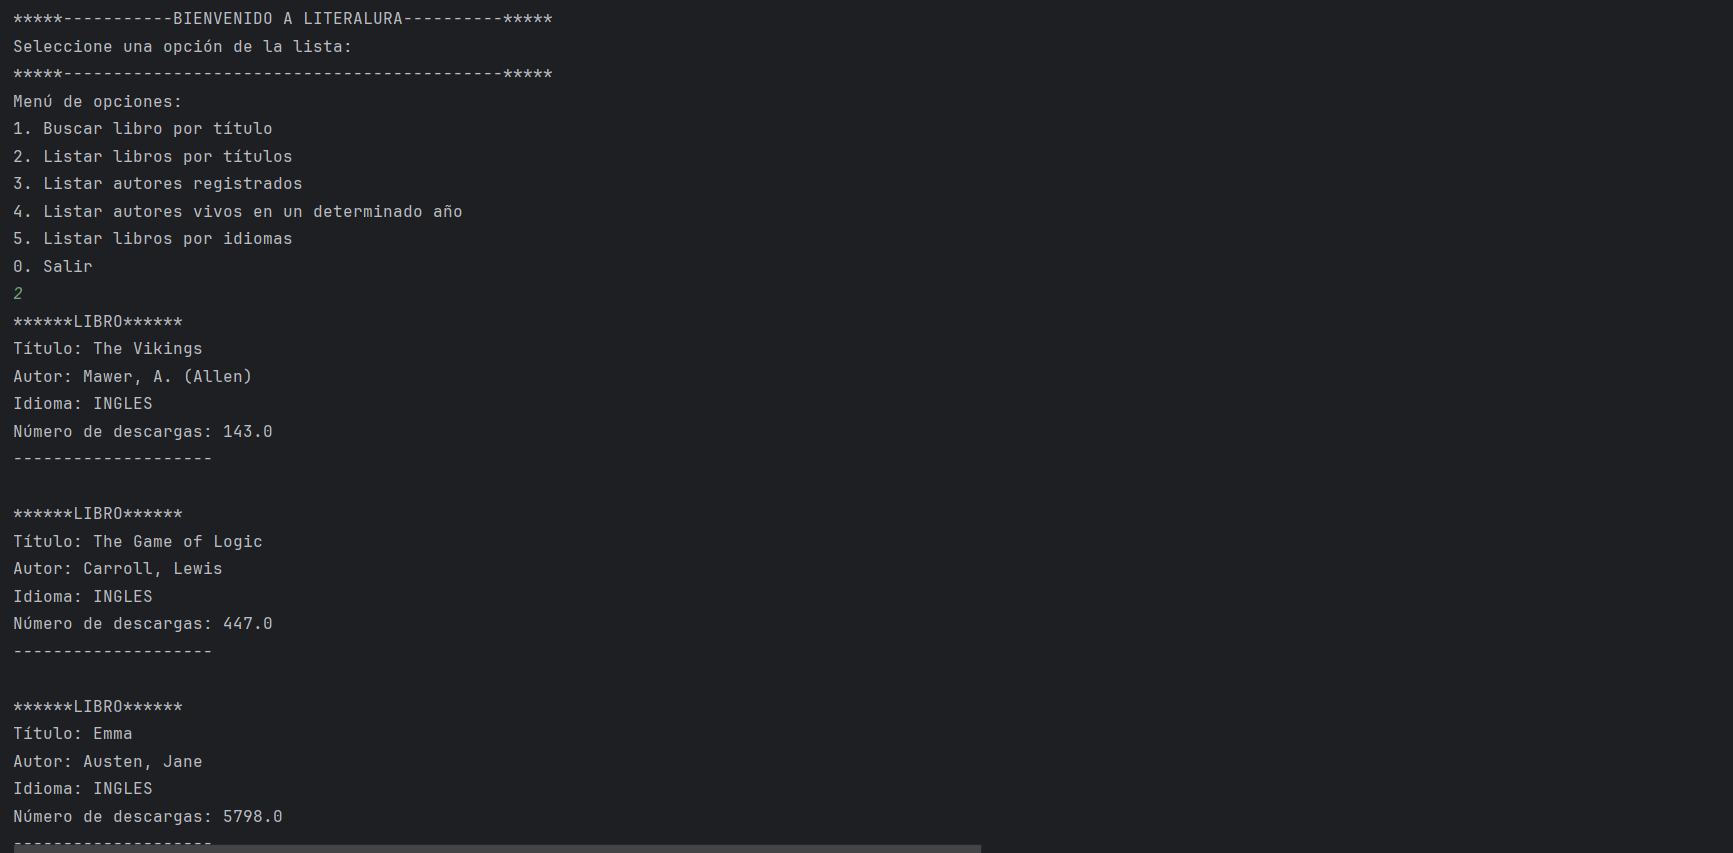 *****-----------BIENVENIDO A LITERALURA----------*****
Seleccione una opción de la lista:
*****--------------------------------------------*****
Menú de opciones:
1. Buscar libro por título
2. Listar libros por títulos
3. Listar autores registrados
4. Listar autores vivos en un determinado año
5. Listar libros por idiomas
0. Salir
2
******LIBRO******
Título: The Vikings
Autor: Mawer, A. (Allen)
Idioma: INGLES
Número de descargas: 143.0
--------------------
******LIBRO******
Título: The Game of Logic
Autor: Carroll, Lewis
Idioma: INGLES
Número de descargas: 447.0
--------------------
******LIBRO******
Título: Emma
Autor: Austen, Jane
Idioma: INGLES
Número de descargas: 5798.0
--------------------